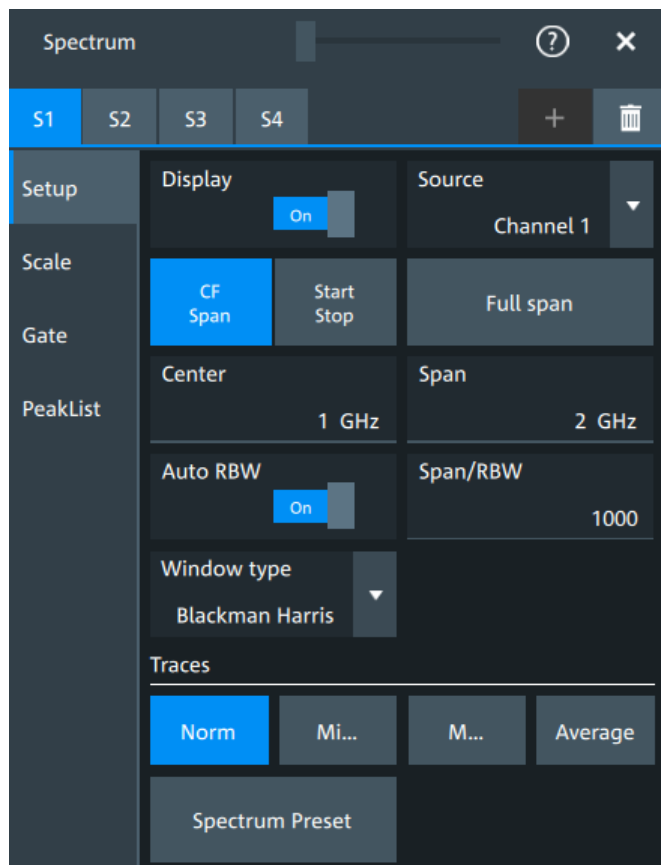 Spectrum
?
S1 S2 S3 S4 +
Setup
Scale
Gate
PeakList
Display
On
Source
Channel 1
CF
Span
Start
Stop
Full span
Center
1 GHz
Span
2 GHz
Auto RBW
On
Span/RBW
1000
Window type
Blackman Harris
Traces
Norm Mi... M... Average
Spectrum Preset